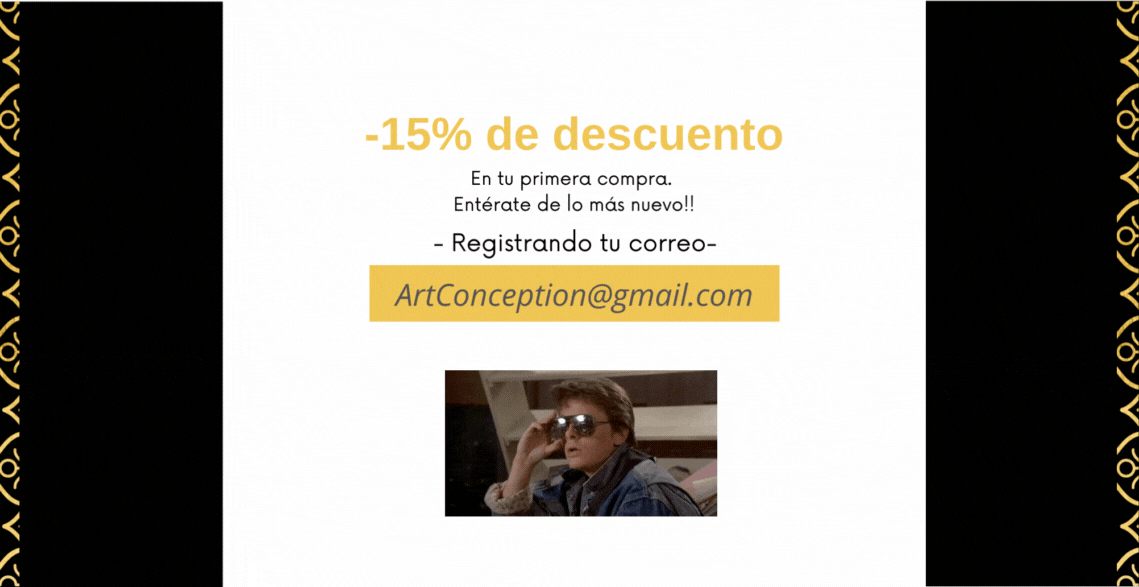 -15% de descuento
En tu primera compra.
Entérate de lo más nuevo!!
- Registrando tu correo-
ArtConception@gmail.com